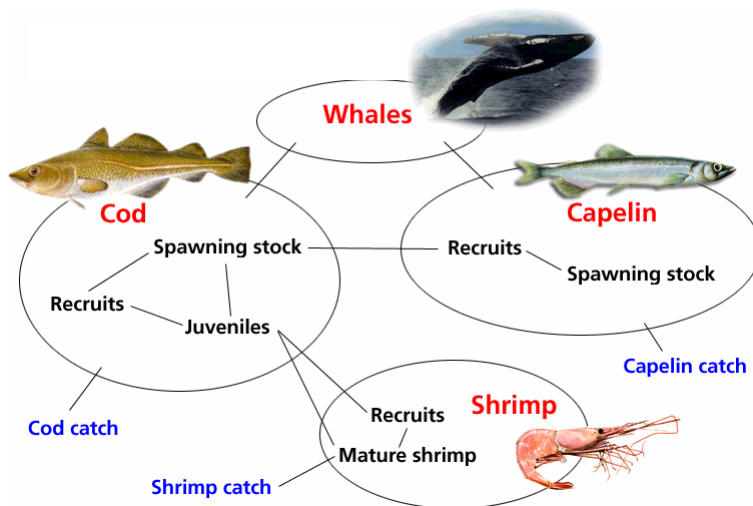 Whales
Cod
Capelin
Spawning stock
Recruits
Spawning stock
Recruits
Juveniles
Capelin catch
Shrimp
Recruits
Cod catch
Mature shrimp
Shrimp catch